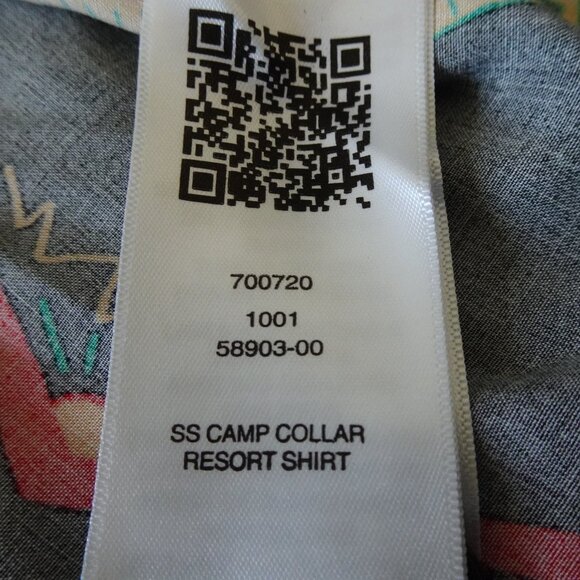 700720
1001
58903-00
SS CAMP COLLAR
RESORT SHIRT